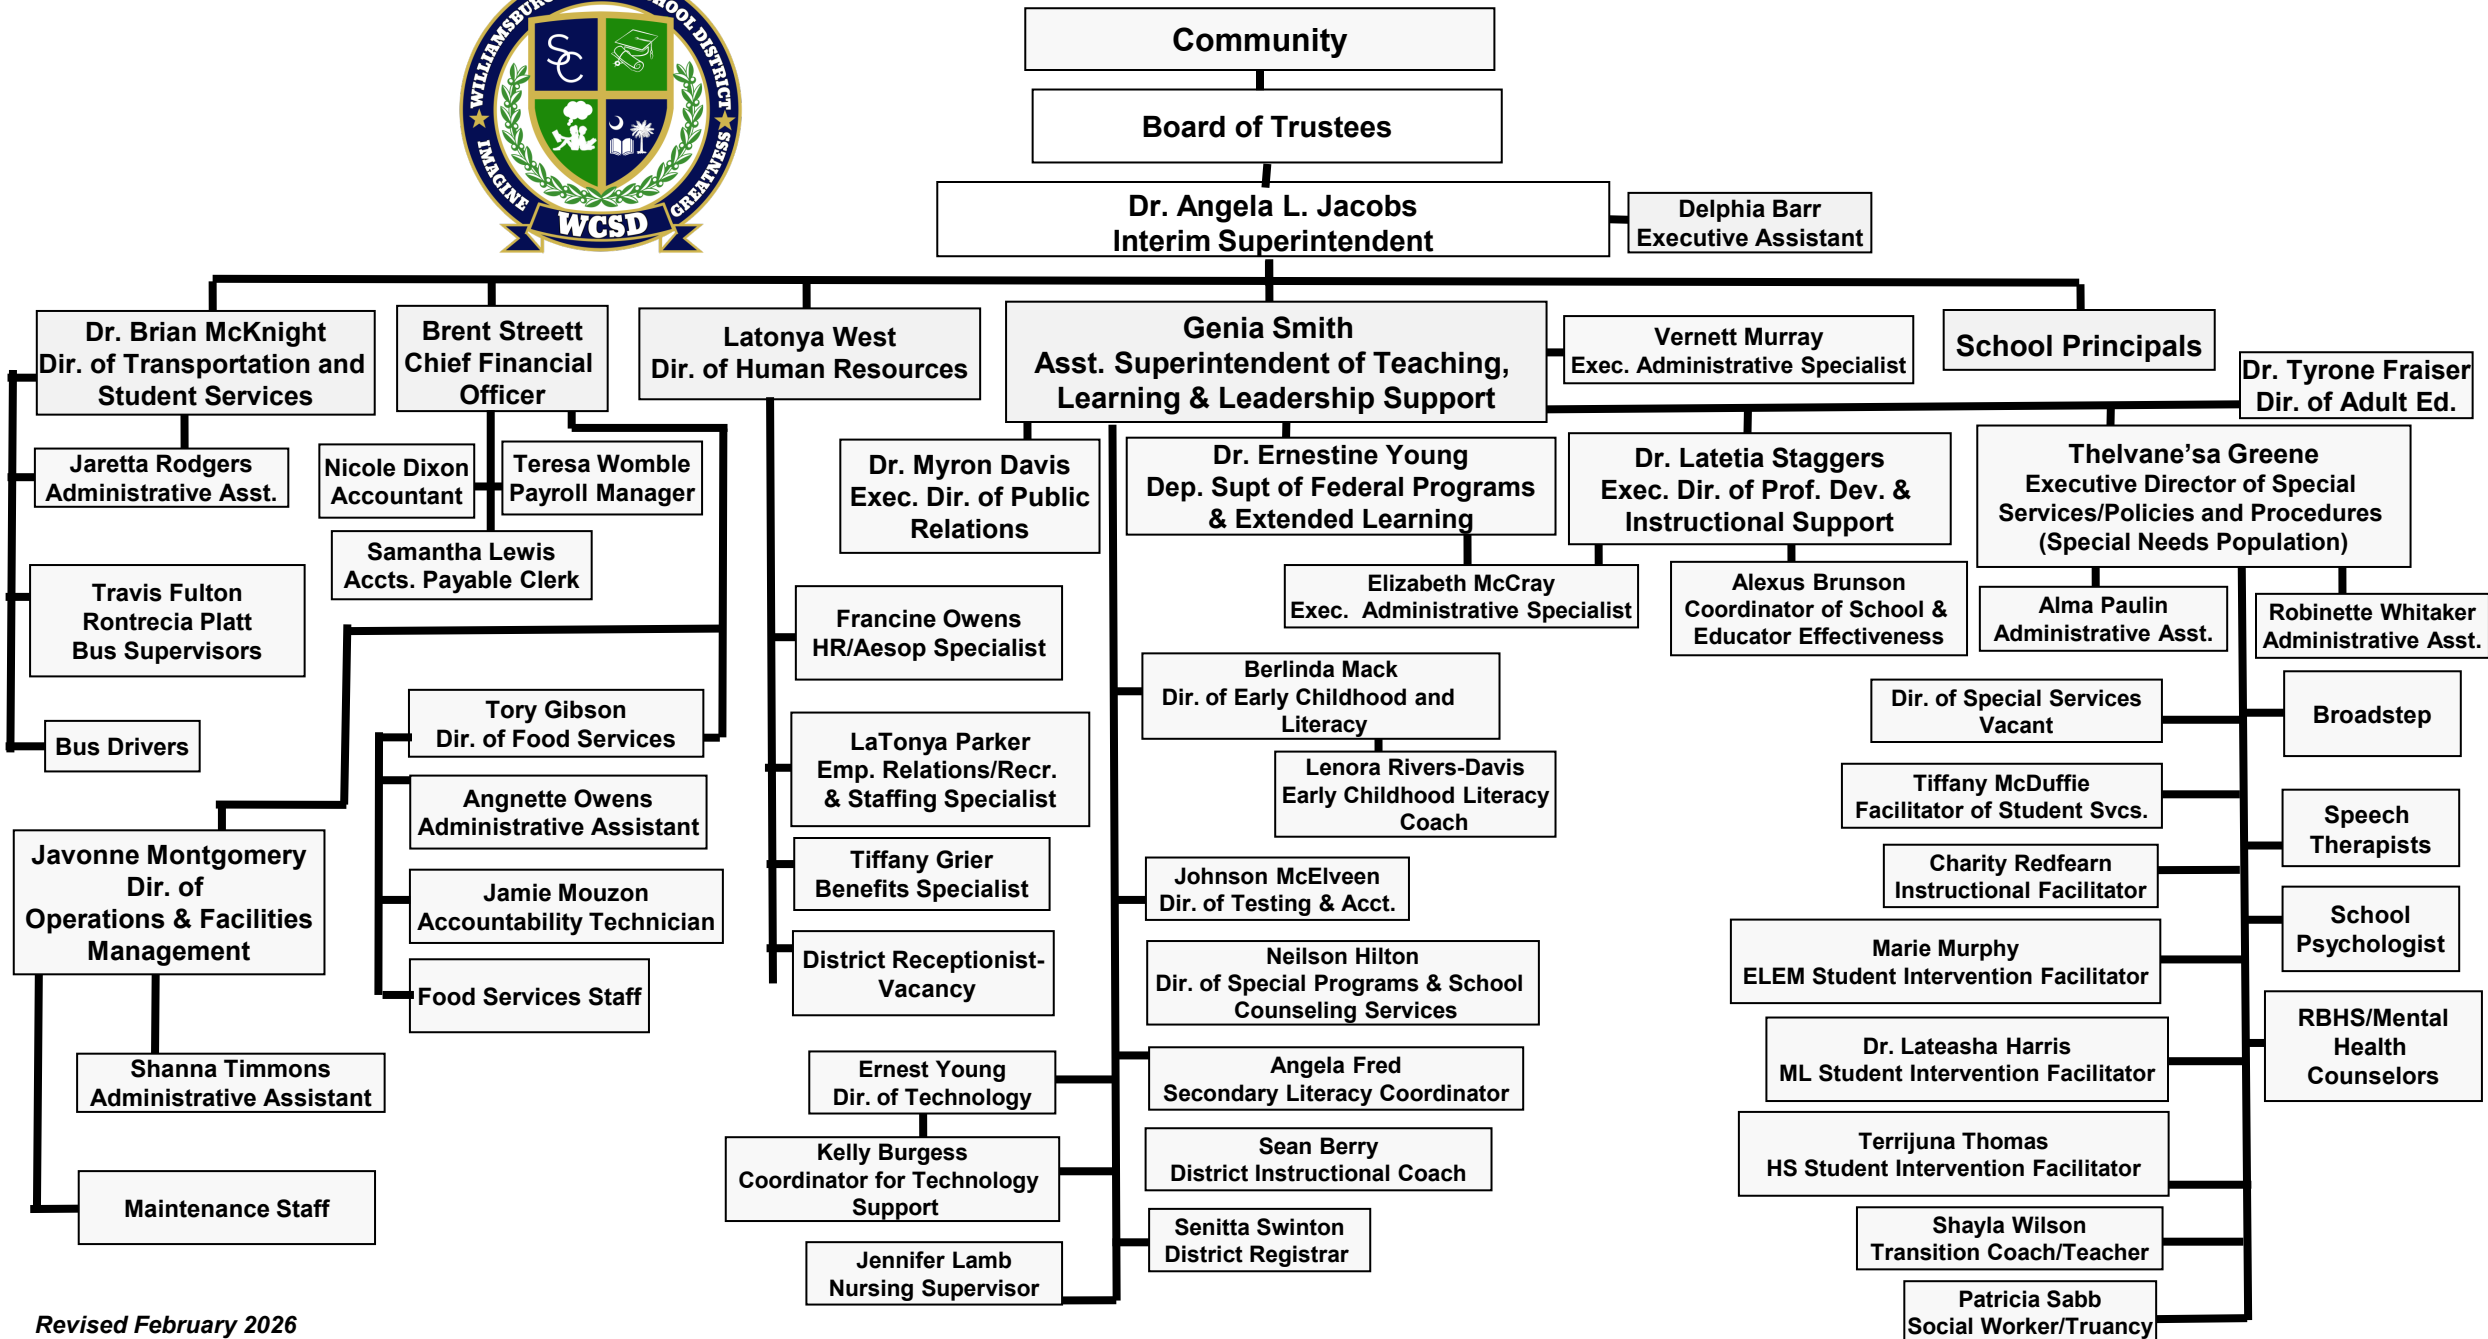 WILLIAMSBURG SCHOOL DISTRICT
IMAGINE GREATNESS
SC
WCSD
Community
Board of Trustees
Dr. Angela L. Jacobs
Interim Superintendent
Delphia Barr
Executive Assistant
Dr. Brian McKnight
Dir. of Transportation and
Student Services
Brent Streett
Chief Financial
Officer
Latonya West
Dir. of Human Resources
Genia Smith
Asst. Superintendent of Teaching,
Learning & Leadership Support
Vernett Murray
Exec. Administrative Specialist
School Principals
Dr. Tyrone Fraiser
Dir. of Adult Ed.
Jaretta Rodgers
Administrative Asst.
Nicole Dixon
Accountant
Teresa Womble
Payroll Manager
Samantha Lewis
Accts. Payable Clerk
Dr. Myron Davis
Exec. Dir. of Public
Relations
Dr. Ernestine Young
Dep. Supt of Federal Programs
& Extended Learning
Dr. Latetia Staggers
Exec. Dir. of Prof. Dev. &
Instructional Support
Thelvane’sa Greene
Executive Director of Special
Services/Policies and Procedures
(Special Needs Population)
Travis Fulton
Rontrecia Platt
Bus Supervisors
Francine Owens
HR/Aesop Specialist
Elizabeth McCray
Exec.  Administrative Specialist
Alexus Brunson
Coordinator of School &
Educator Effectiveness
Alma Paulin
Administrative Asst.
Robinette Whitaker
Administrative Asst.
Bus Drivers
Tory Gibson
Dir. of Food Services
LaTonya Parker
Emp. Relations/Recr.
& Staffing Specialist
Berlinda Mack
Dir. of Early Childhood and
Literacy
Lenora Rivers-Davis
Early Childhood Literacy
Coach
Dir. of Special Services
Vacant
Broadstep
Angnette Owens
Administrative Assistant
Tiffany McDuffie
Facilitator of Student Svcs.
Speech
Therapists
Javonne Montgomery
Dir. of
Operations & Facilities
Management
Jamie Mouzon
Accountability Technician
Tiffany Grier
Benefits Specialist
Johnson McElveen
Dir. of Testing & Acct.
Charity Redfearn
Instructional Facilitator
School
Psychologist
Food Services Staff
District Receptionist-
Vacancy
Neilson Hilton
Dir. of Special Programs & School
Counseling Services
Marie Murphy
ELEM Student Intervention Facilitator
RBHS/Mental
Health
Counselors
Shanna Timmons
Administrative Assistant
Ernest Young
Dir. of Technology
Angela Fred
Secondary Literacy Coordinator
Dr. Lateasha Harris
ML Student Intervention Facilitator
Kelly Burgess
Coordinator for Technology
Support
Sean Berry
District Instructional Coach
Terrijuna Thomas
HS Student Intervention Facilitator
Maintenance Staff
Senitta Swinton
District Registrar
Shayla Wilson
Transition Coach/Teacher
Jennifer Lamb
Nursing Supervisor
Patricia Sabb
Social Worker/Truancy
Revised February 2026